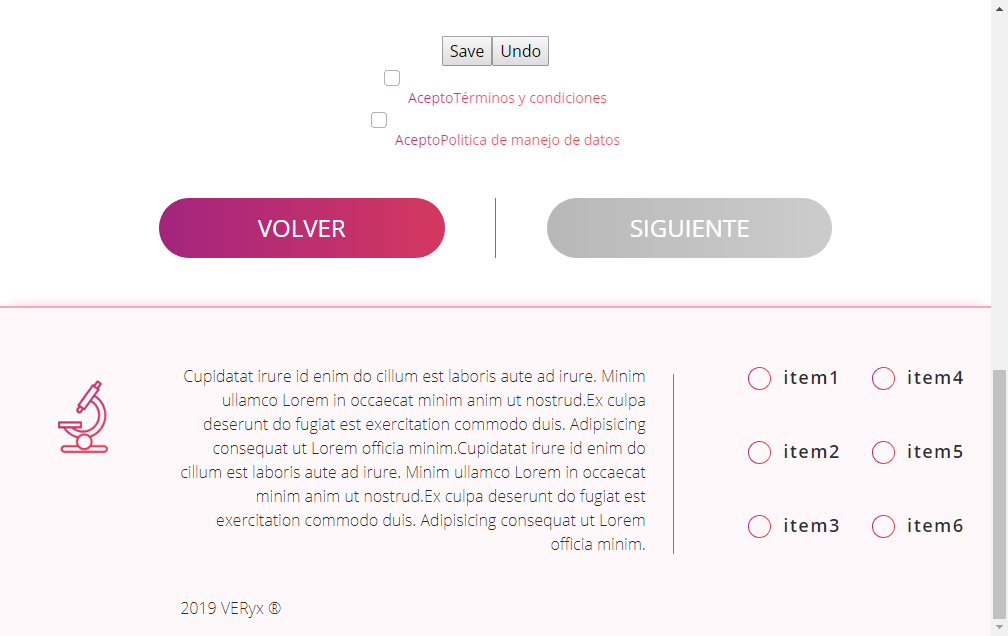 Save Undo
AceptoTérminos y condiciones
AceptoPolitica de manejo de datos
VOLVER SIGUIENTE
Cupidatat irure id enim do cillum est laboris aute ad irure. Minim
ullamco Lorem in occaecat minim anim ut nostrud.Ex culpa
deserunt do fugiat est exercitation commodo duis. Adipisicing
consequat ut Lorem officia minim.Cupidatat irure id enim do
cillum est laboris aute ad irure. Minim ullamco Lorem in occaecat
minim anim ut nostrud.Ex culpa deserunt do fugiat est
exercitation commodo duis. Adipisicing consequat ut Lorem
officia minim.
item1 item4
item2 item5
item3 item6
2019 VERyx ®